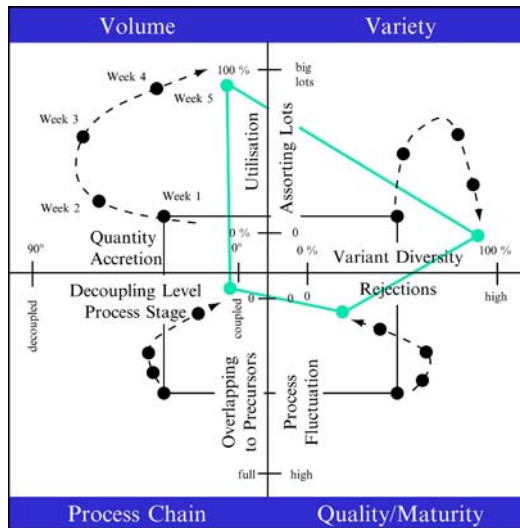 Volume
Variety
Week 4
100 %
big
lots
Week 5
Week 3
Utilisation
Assorting Lots
Week 2
Week 1
0 %
0
Quantity
Accretion
Variant Diversity
90°
0°
0 %
100 %
decoupled
Decoupling Level
Process Stage
coupled
0
0
0
Rejections
high
Overlapping
to Precursors
Process
Fluctuation
full
high
Process Chain
Quality/Maturity